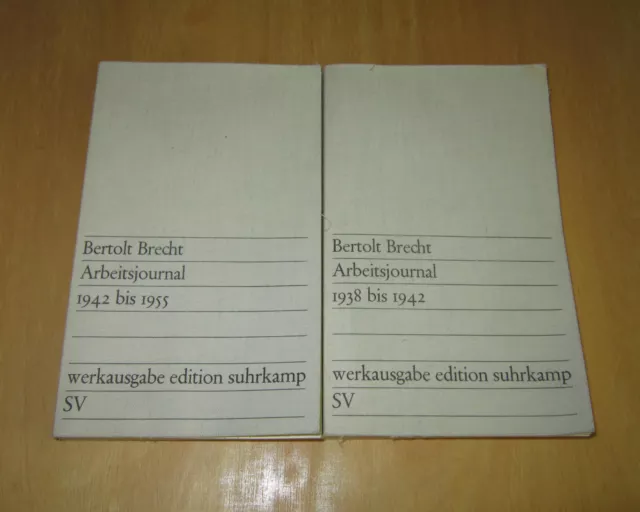 Bertolt Brecht
Arbeitsjournal
1942 bis 1955
werkausgabe edition suhrkamp
SV
Bertolt Brecht
Arbeitsjournal
1938 bis 1942
werkausgabe edition suhrkamp
SV